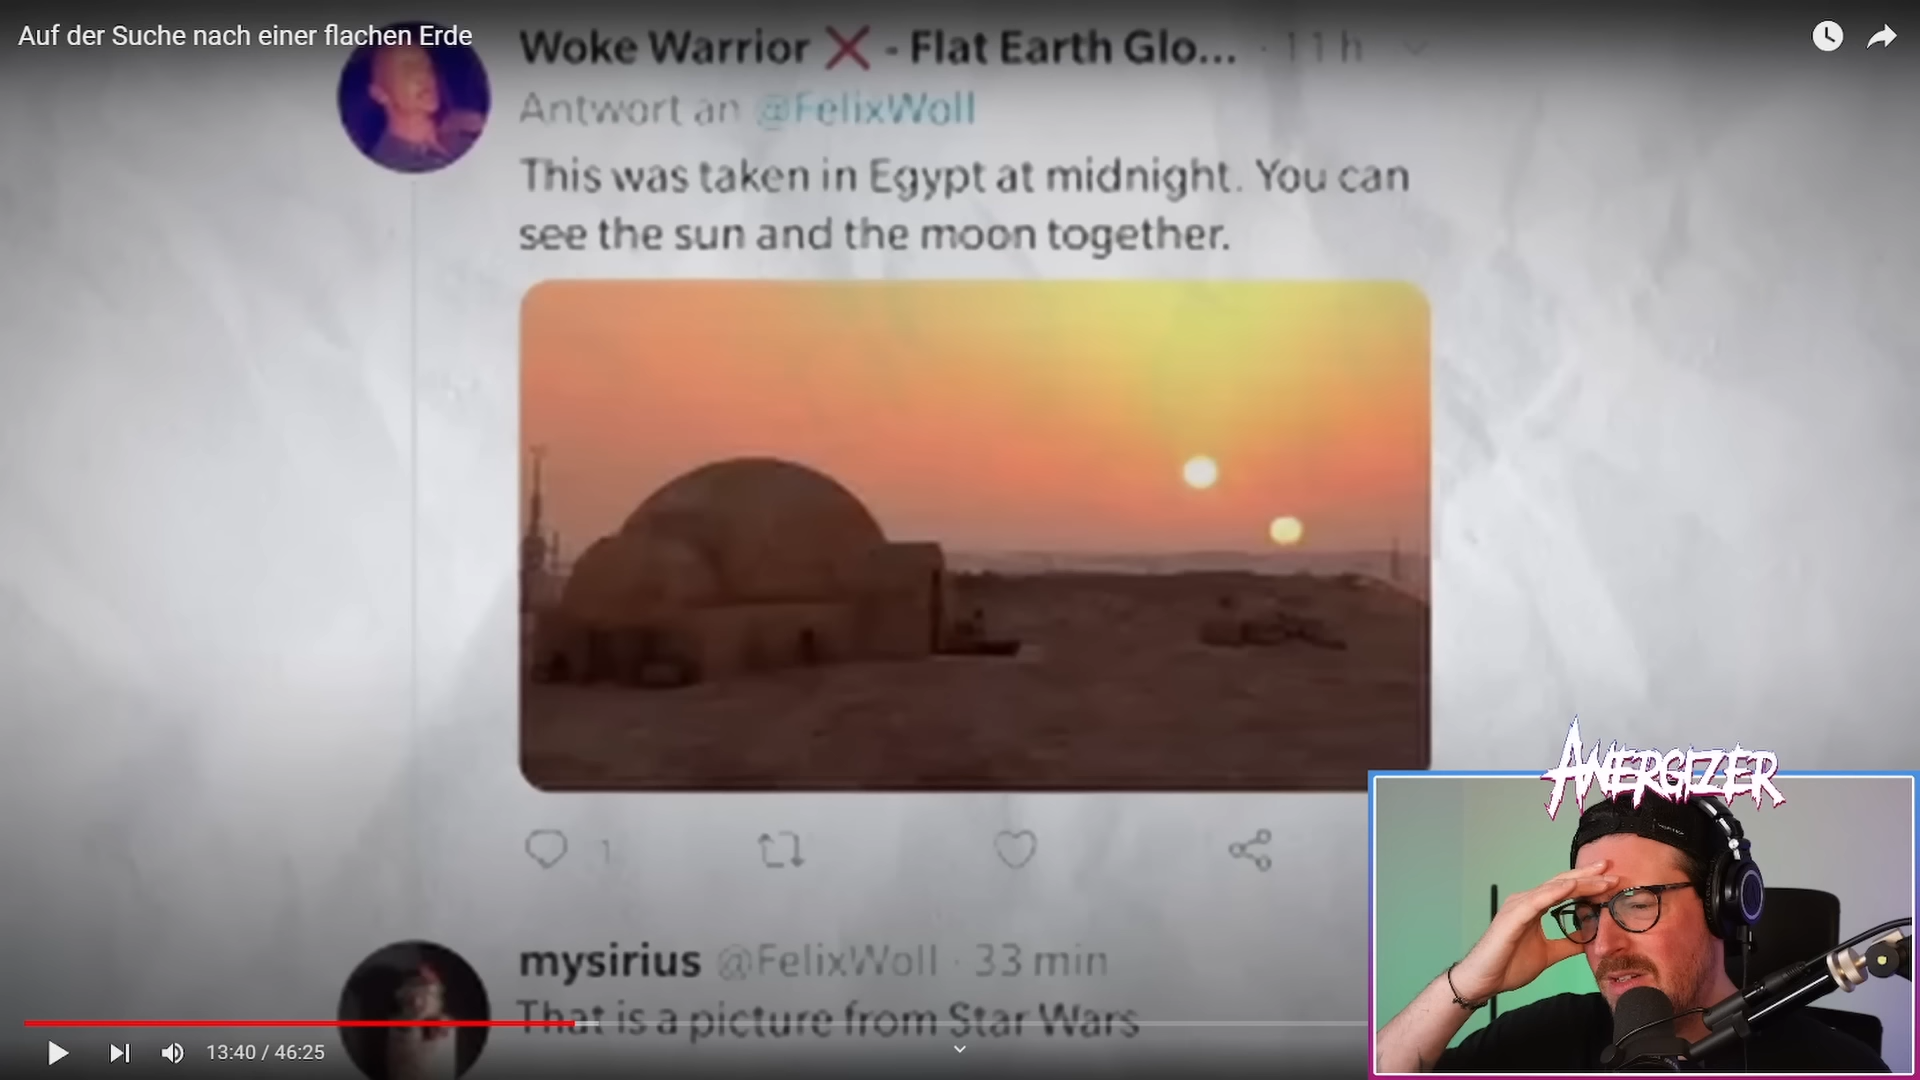 Auf der Suche nach einer flachen Erde
Woke Warrior ❌ - Flat Earth Glo... · 11 h
Antwort an @FelixWoll
This was taken in Egypt at midnight. You can
see the sun and the moon together.
1
ANERGIZER
mysirius @FelixWoll · 33 min
That is a picture from Star Wars
13:40 / 46:25